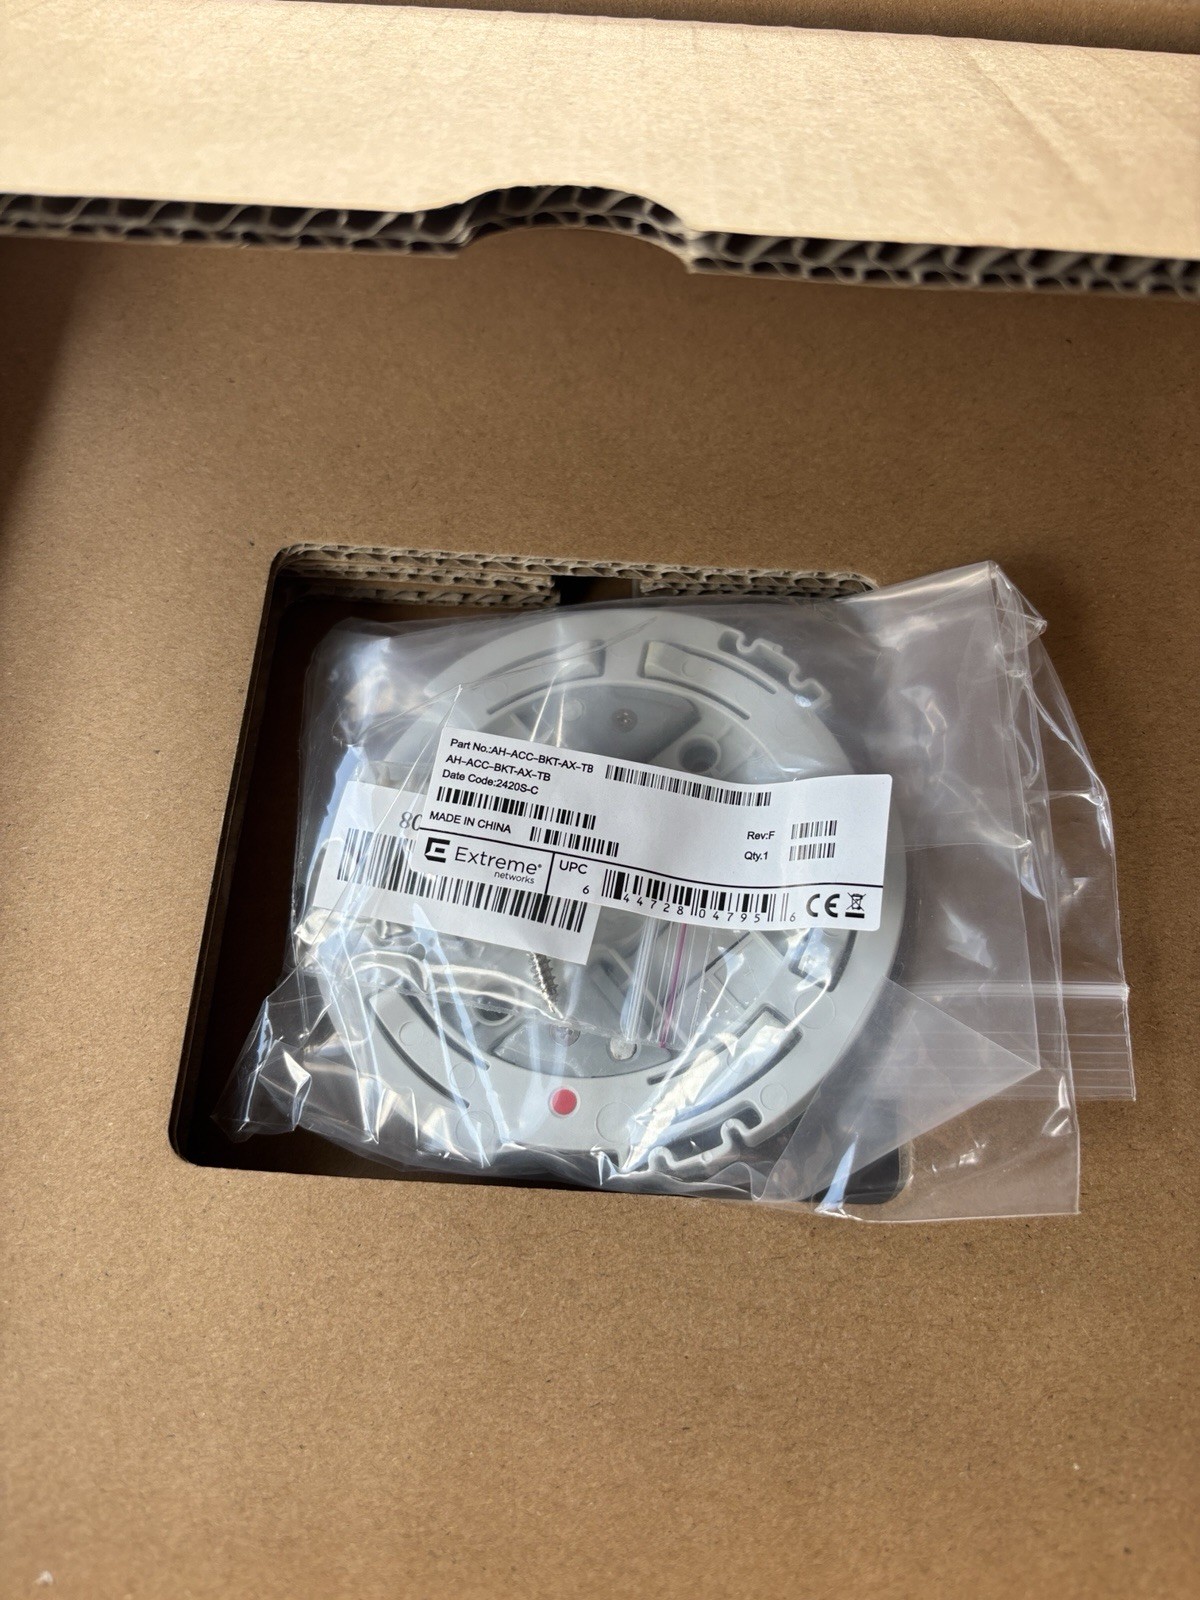 Part No.:AH-ACC-BKT-AX-TB
AH-ACC-BKT-AX-TB
Date Code:2420S-C
MADE IN CHINA
Rev:F
Qty.1
Extreme
networks
UPC
6 44728 04795 6
CE
80